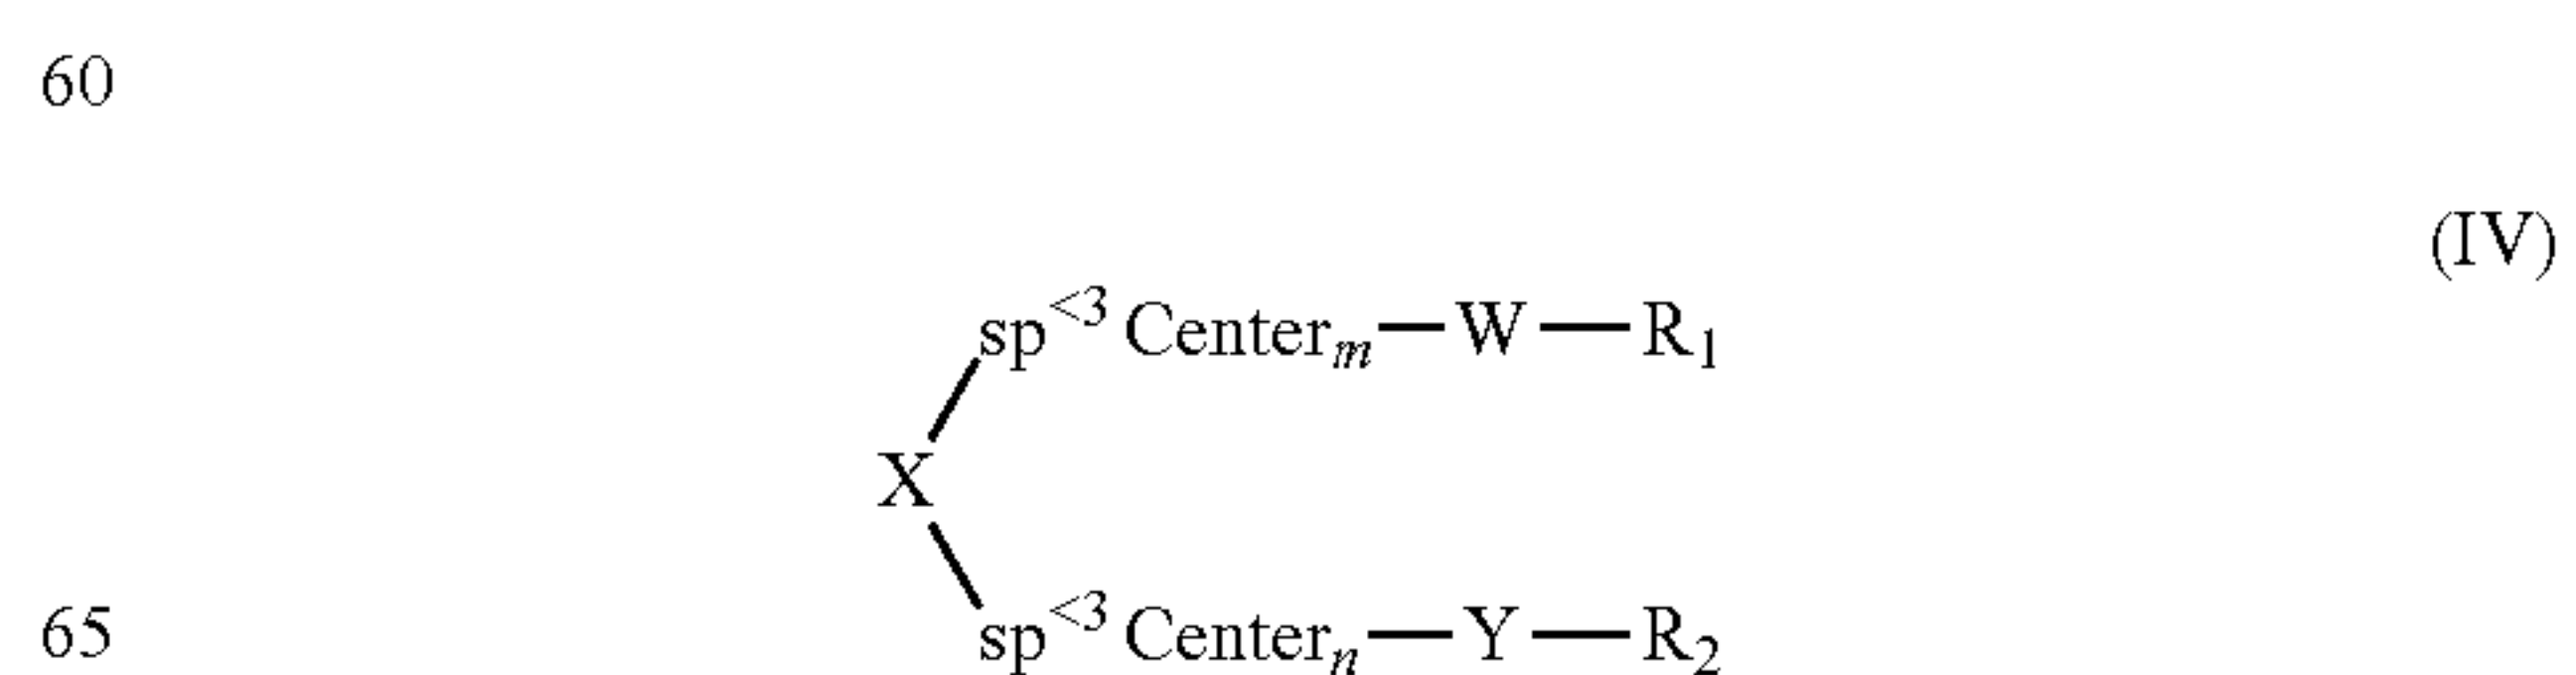 60
(IV)
sp<3 Centerm—W—R1
X
65 sp<3 Centern—Y—R2